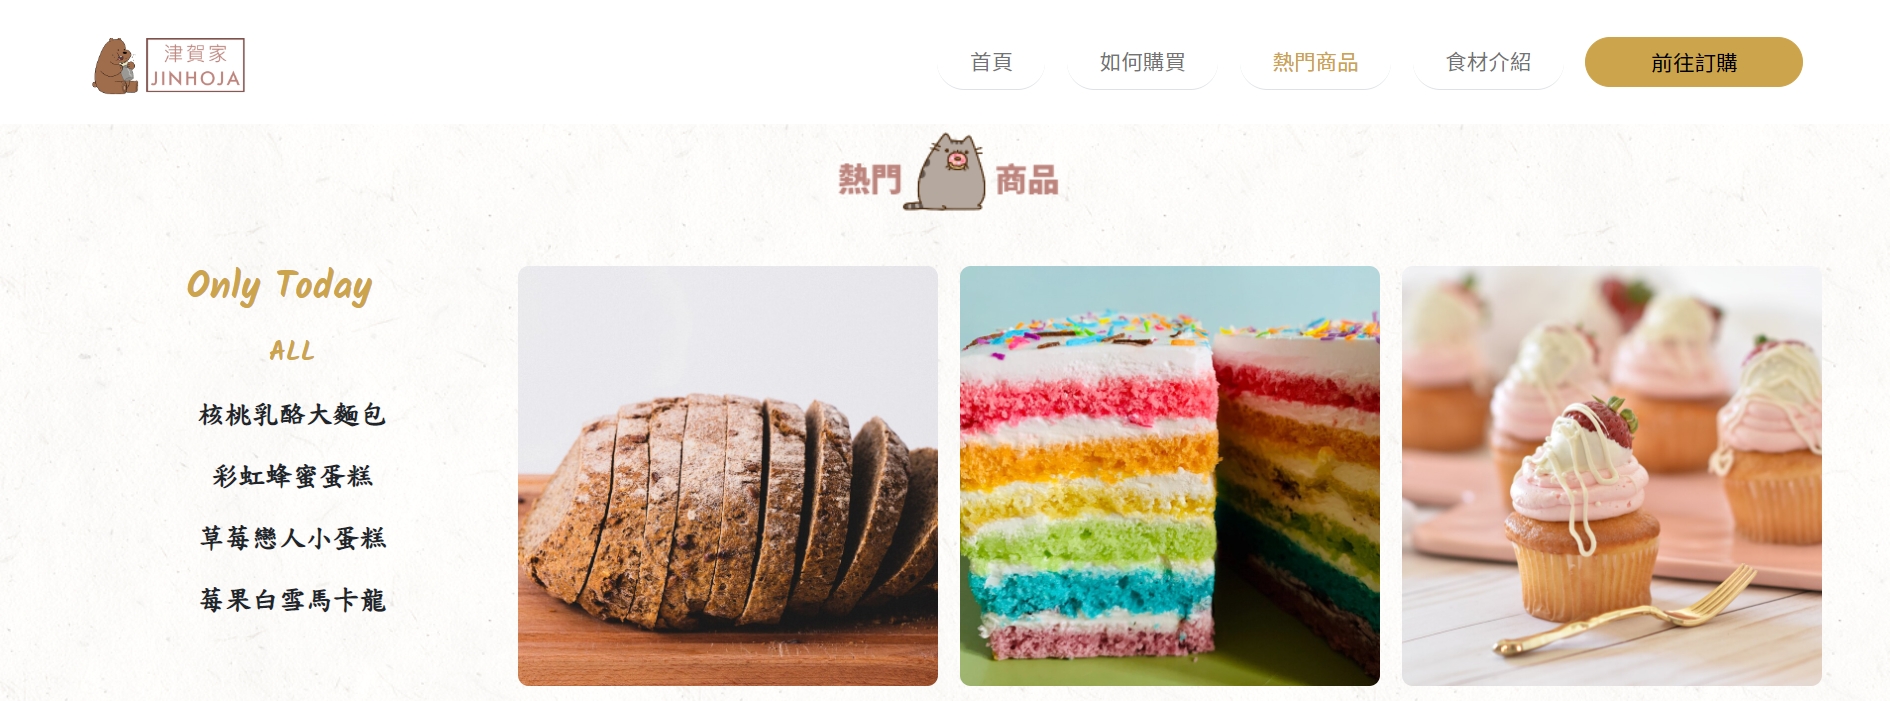 津賀家
JINHOJA
首頁
如何購買
熱門商品
食材介紹
前往訂購
熱門 商品
Only Today
ALL
核桃乳酪大麵包
彩虹蜂蜜蛋糕
草莓戀人小蛋糕
莓果白雪馬卡龍